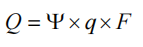 Q = Ψ × q × F